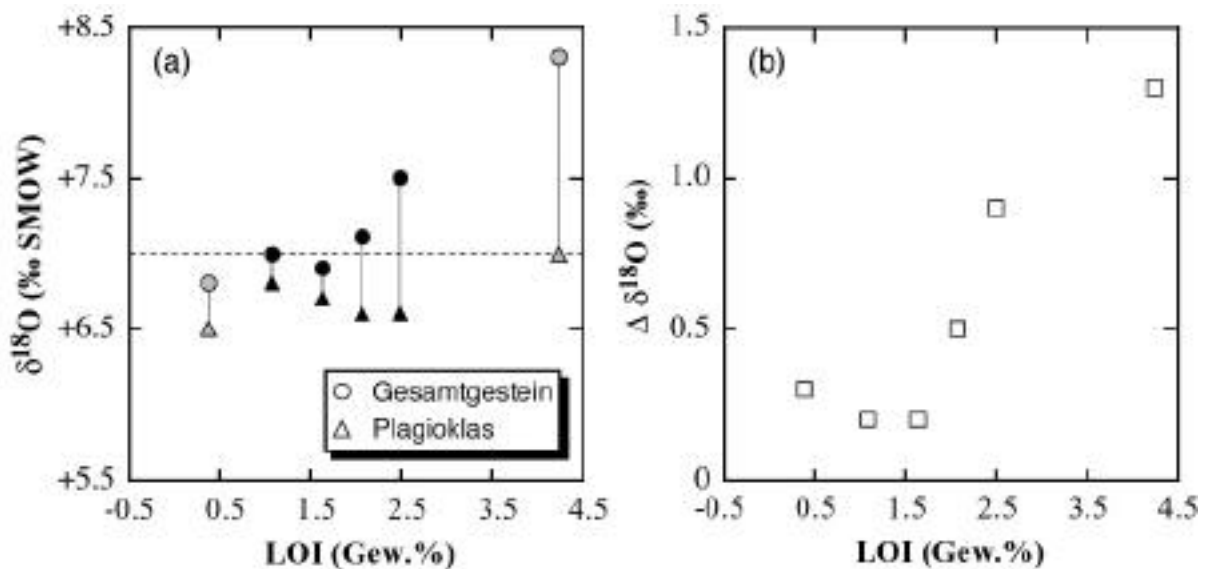 (a)
+8.5
+7.5
+6.5
+5.5
δ¹⁸O (‰ SMOW)
-0.5 0.5 1.5 2.5 3.5 4.5
LOI (Gew.%)
Gesamtgestein
Plagioklas
(b)
1.5
1.0
0.5
0
Δ δ¹⁸O (‰)
-0.5 0.5 1.5 2.5 3.5 4.5
LOI (Gew.%)